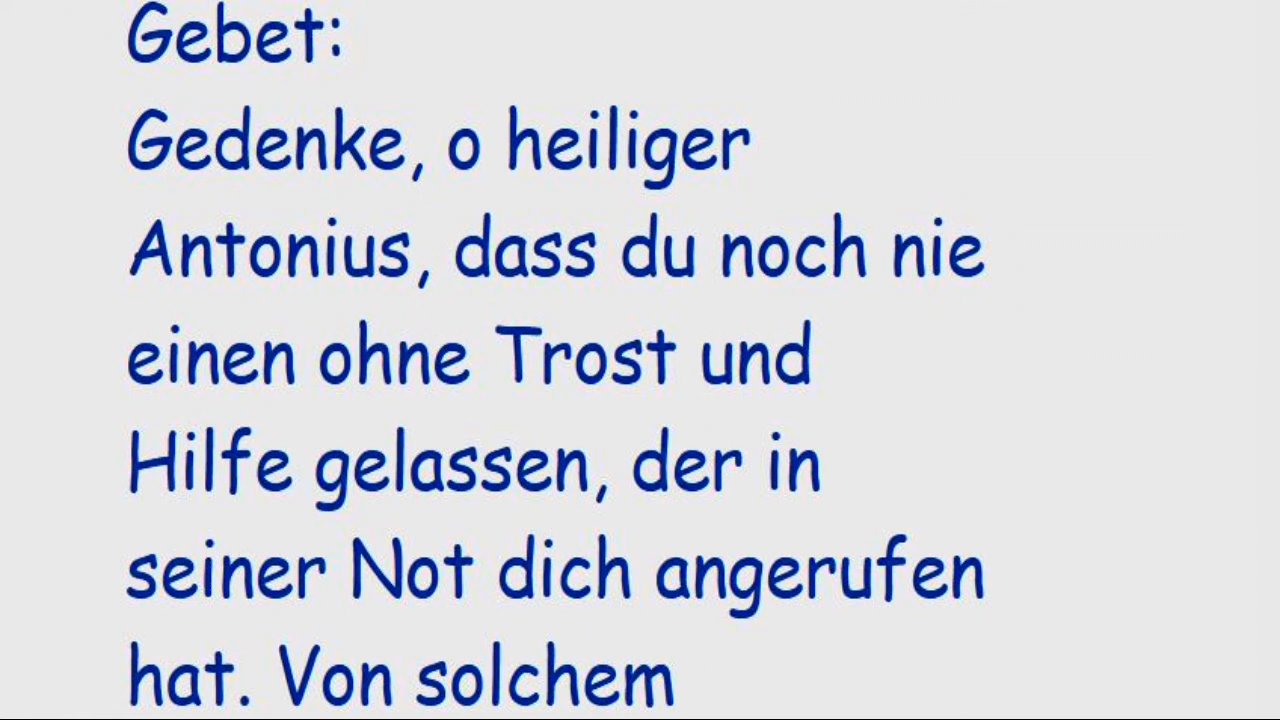 Gebet:
Gedenke, o heiliger
Antonius, dass du noch nie
einen ohne Trost und
Hilfe gelassen, der in
seiner Not dich angerufen
hat. Von solchem